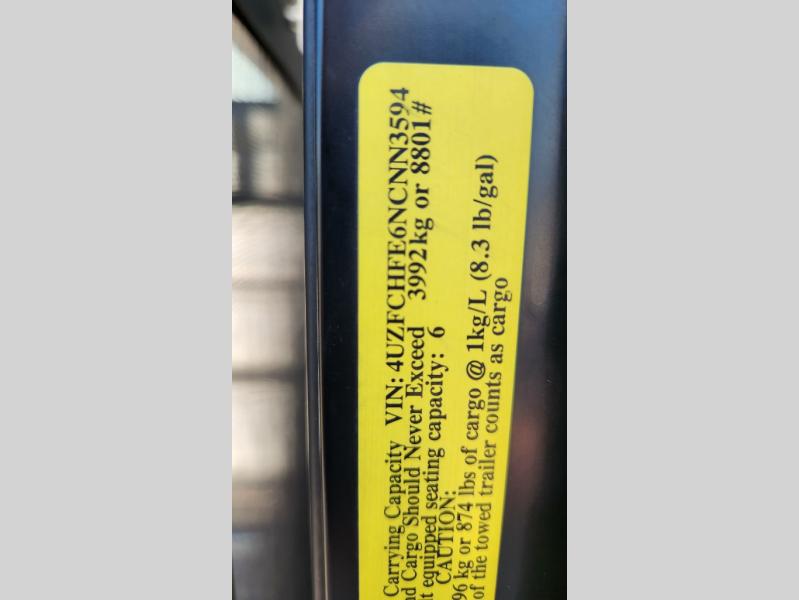 Carrying Capacity VIN: 4UZFCHFE6NCNN3594
Cargo Should Never Exceed 3992kg or 8801#
equipped seating capacity: 6
CAUTION:
96 kg or 874 lbs of cargo @ 1kg/L (8.3 lb/gal)
of the towed trailer counts as cargo